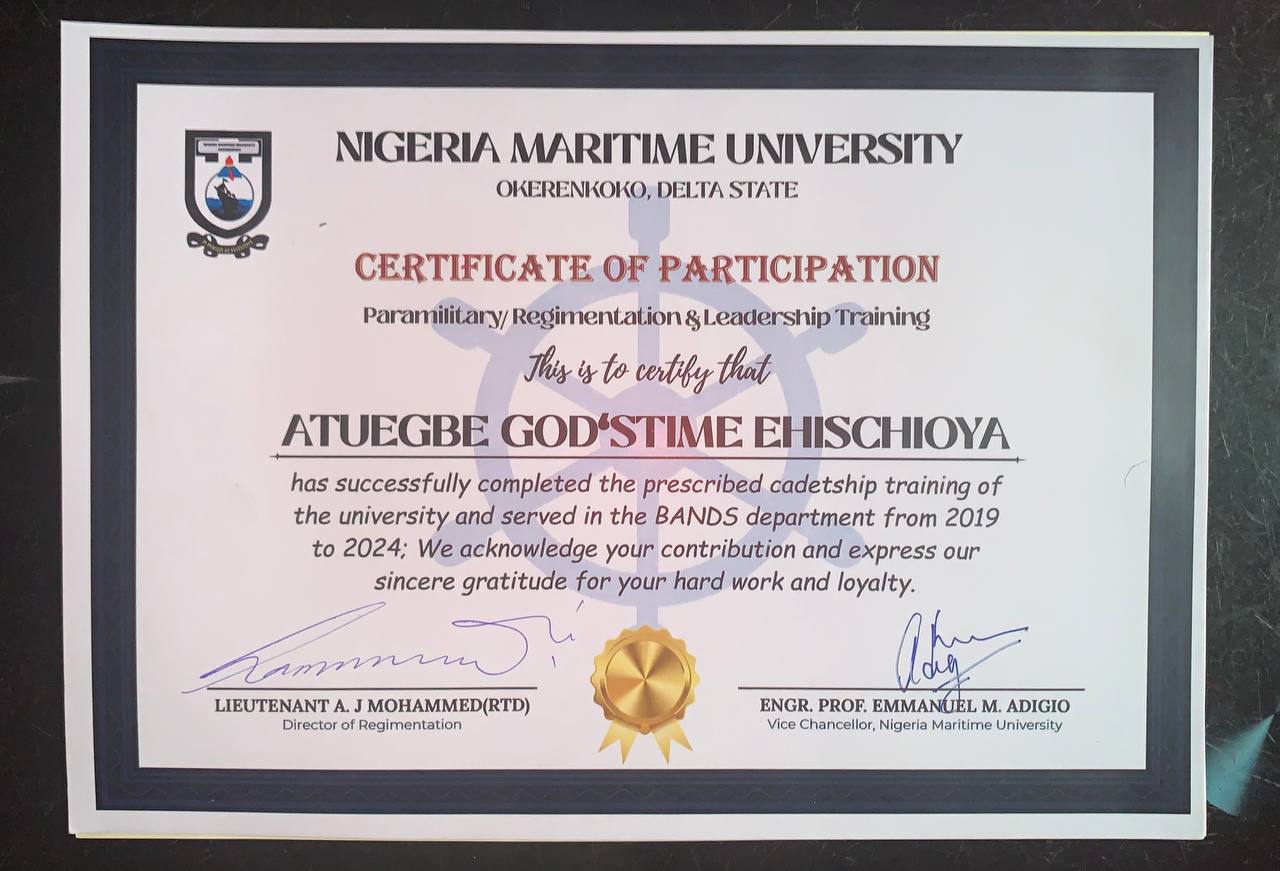 NIGERIA MARITIME UNIVERSITY
OKERENKOKO, DELTA STATE
CERTIFICATE OF PARTICIPATION
Paramilitary/ Regimentation & Leadership Training
This is to certify that
ATUEGBE GOD‘STIME EHISCHIOYA
has successfully completed the prescribed cadetship training of
the university and served in the BANDS department from 2019
to 2024; We acknowledge your contribution and express our
sincere gratitude for your hard work and loyalty.
LIEUTENANT A. J MOHAMMED(RTD)
Director of Regimentation
ENGR. PROF. EMMANUEL M. ADIGIO
Vice Chancellor, Nigeria Maritime University